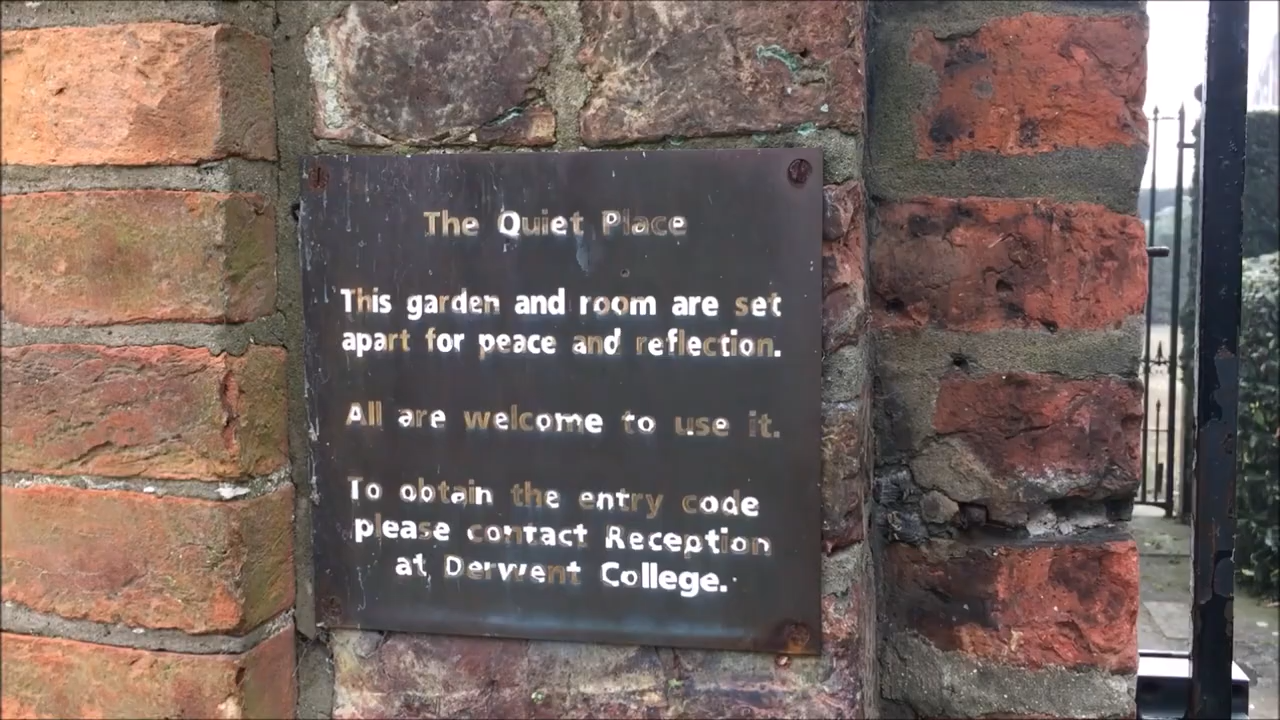 The Quiet Place
This garden and room are set
apart for peace and reflection.
All are welcome to use it.
To obtain the entry code
please contact Reception
at Derwent College.